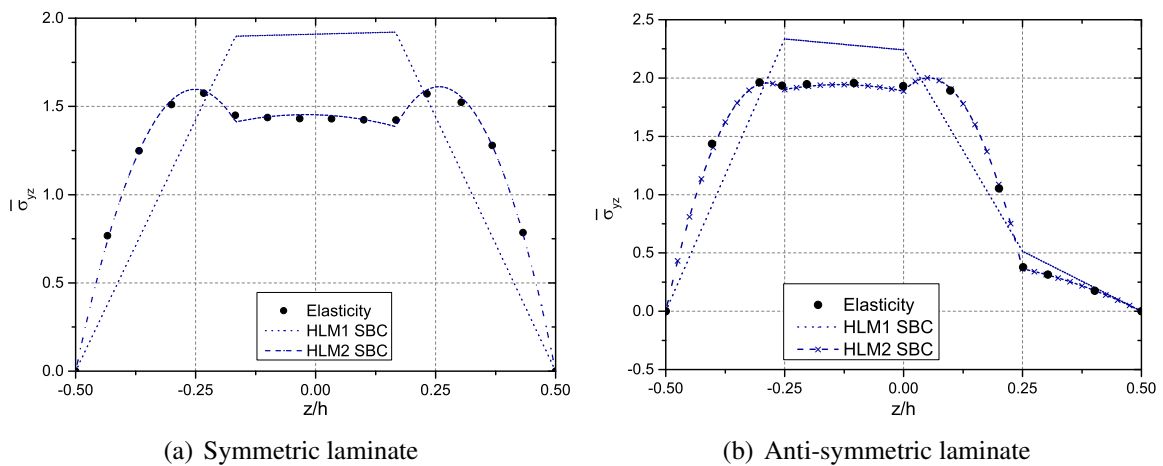 2.0
1.5
1.0
0.5
0.0
σ̅yz
Elasticity
HLM1 SBC
HLM2 SBC
-0.50 -0.25 0.00 0.25 0.50
z/h
(a) Symmetric laminate
2.5
2.0
1.5
1.0
0.5
0.0
-0.5
σ̅yz
Elasticity
HLM1 SBC
HLM2 SBC
-0.50 -0.25 0.00 0.25 0.50
z/h
(b) Anti-symmetric laminate